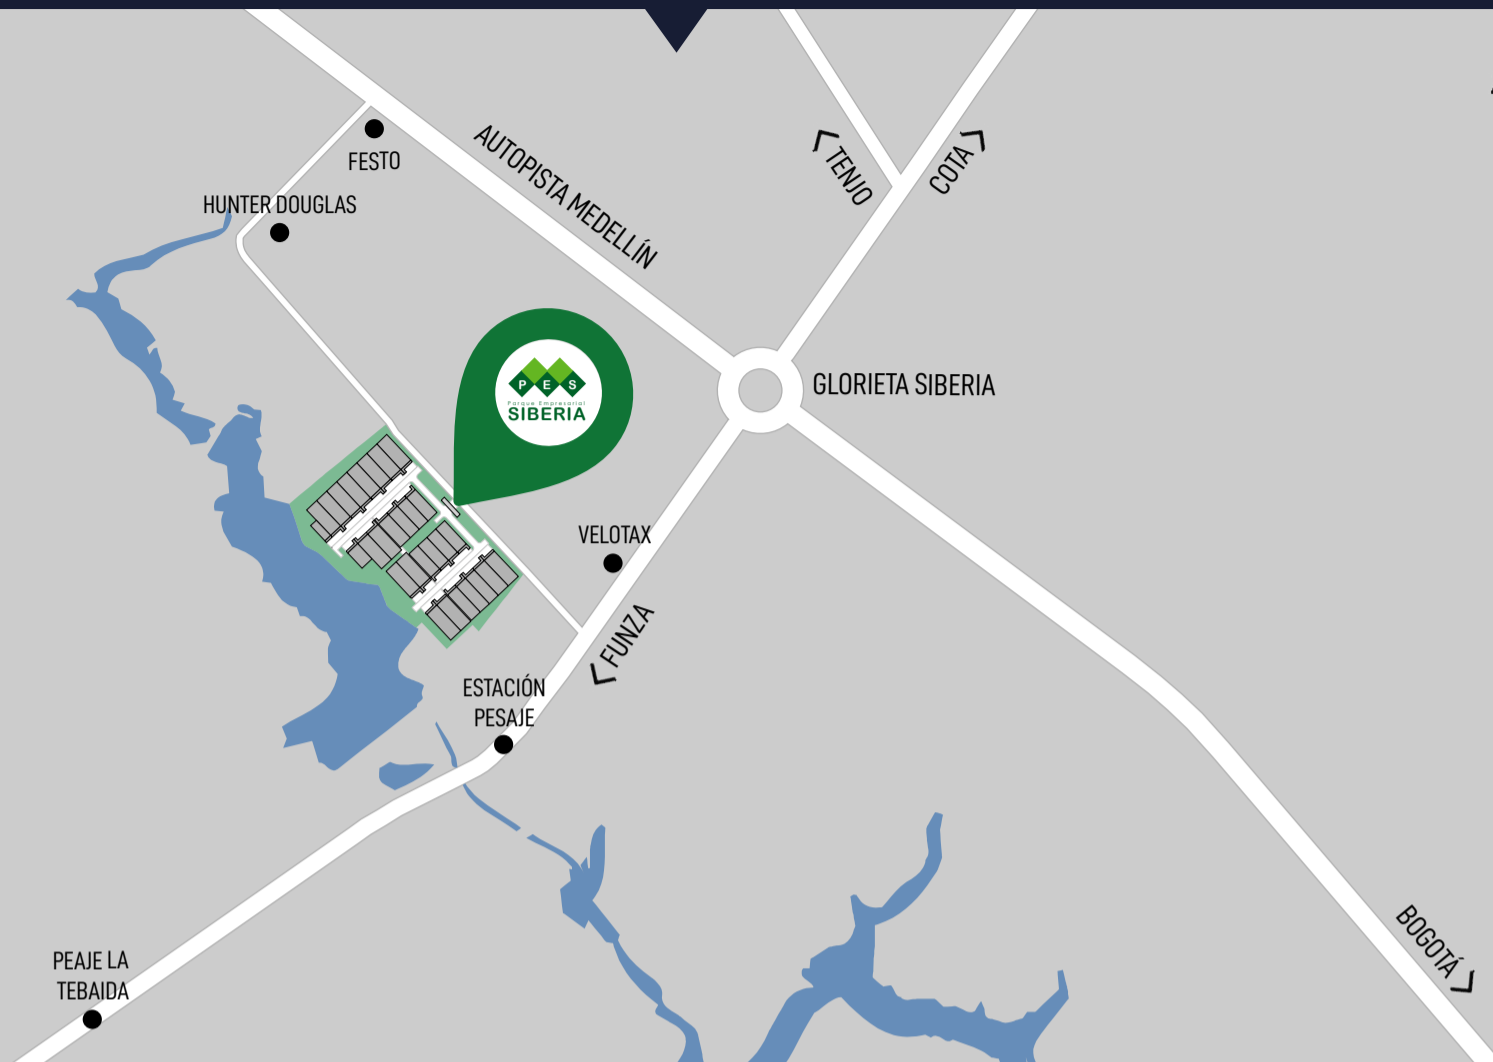 FESTO
HUNTER DOUGLAS
AUTOPISTA MEDELLÍN
TENJO
COTA
PES
Parque Empresarial
SIBERIA
GLORIETA SIBERIA
VELOTAX
FUNZA
ESTACIÓN
PESAJE
PEAJE LA
TEBAIDA
BOGOTÁ